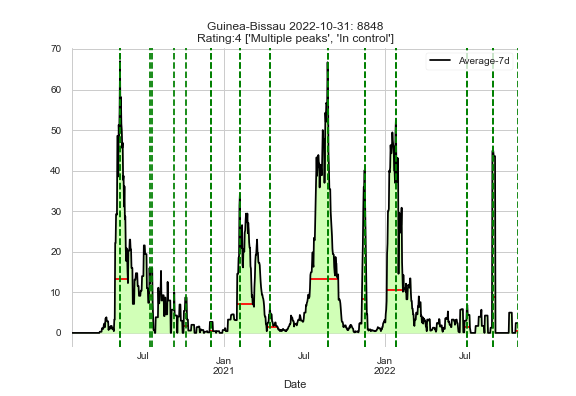 Guinea-Bissau 2022-10-31: 8848
Rating:4 ['Multiple peaks', 'In control']
Average-7d
70
60
50
40
30
20
10
0
Jul
Jan
2021
Jul
Jan
2022
Jul
Date